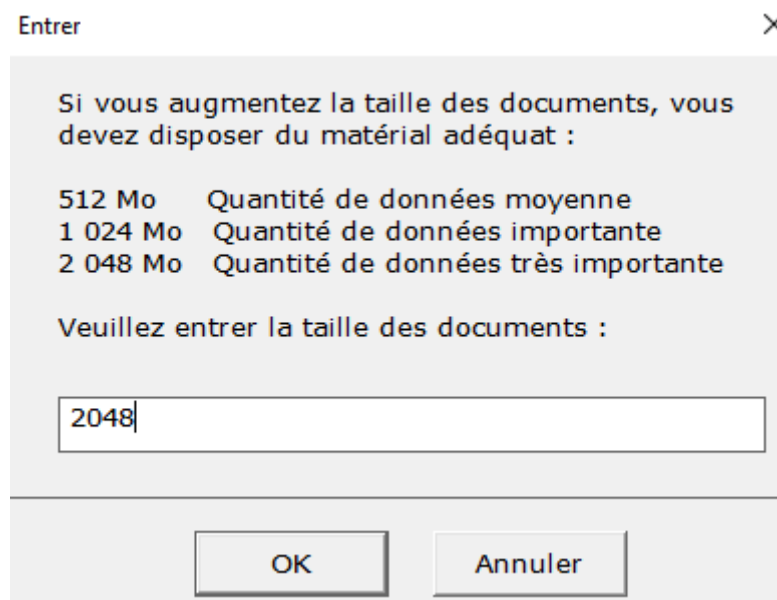 Entrer
Si vous augmentez la taille des documents, vous
devez disposer du matérial adéquat :
512 Mo Quantité de données moyenne
1 024 Mo Quantité de données importante
2 048 Mo Quantité de données très importante
Veuillez entrer la taille des documents :
2048
OK Annuler